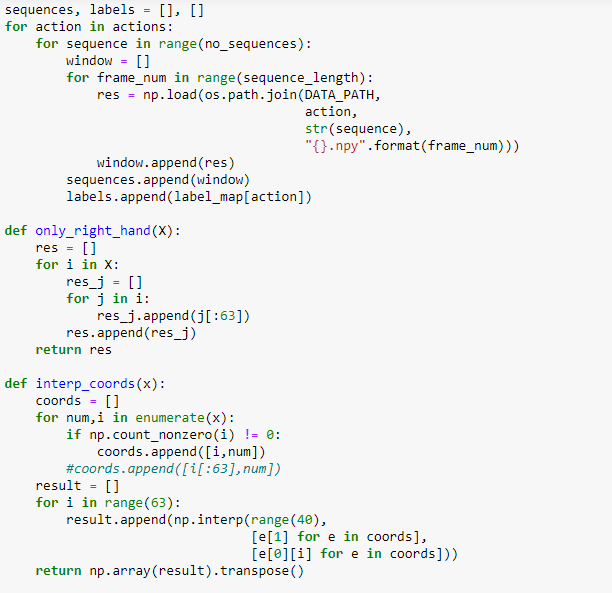 sequences, labels = [], []
for action in actions:
    for sequence in range(no_sequences):
        window = []
        for frame_num in range(sequence_length):
            res = np.load(os.path.join(DATA_PATH,
                                       action,
                                       str(sequence),
                                       "{}.npy".format(frame_num)))
            window.append(res)
        sequences.append(window)
        labels.append(label_map[action])

def only_right_hand(X):
    res = []
    for i in X:
        res_j = []
        for j in i:
            res_j.append(j[:63])
        res.append(res_j)
    return res

def interp_coords(x):
    coords = []
    for num,i in enumerate(x):
        if np.count_nonzero(i) != 0:
            coords.append([i,num])
        #coords.append([i[:63],num])
    result = []
    for i in range(63):
        result.append(np.interp(range(40),
                                [e[1] for e in coords],
                                [e[0][i] for e in coords]))
    return np.array(result).transpose()